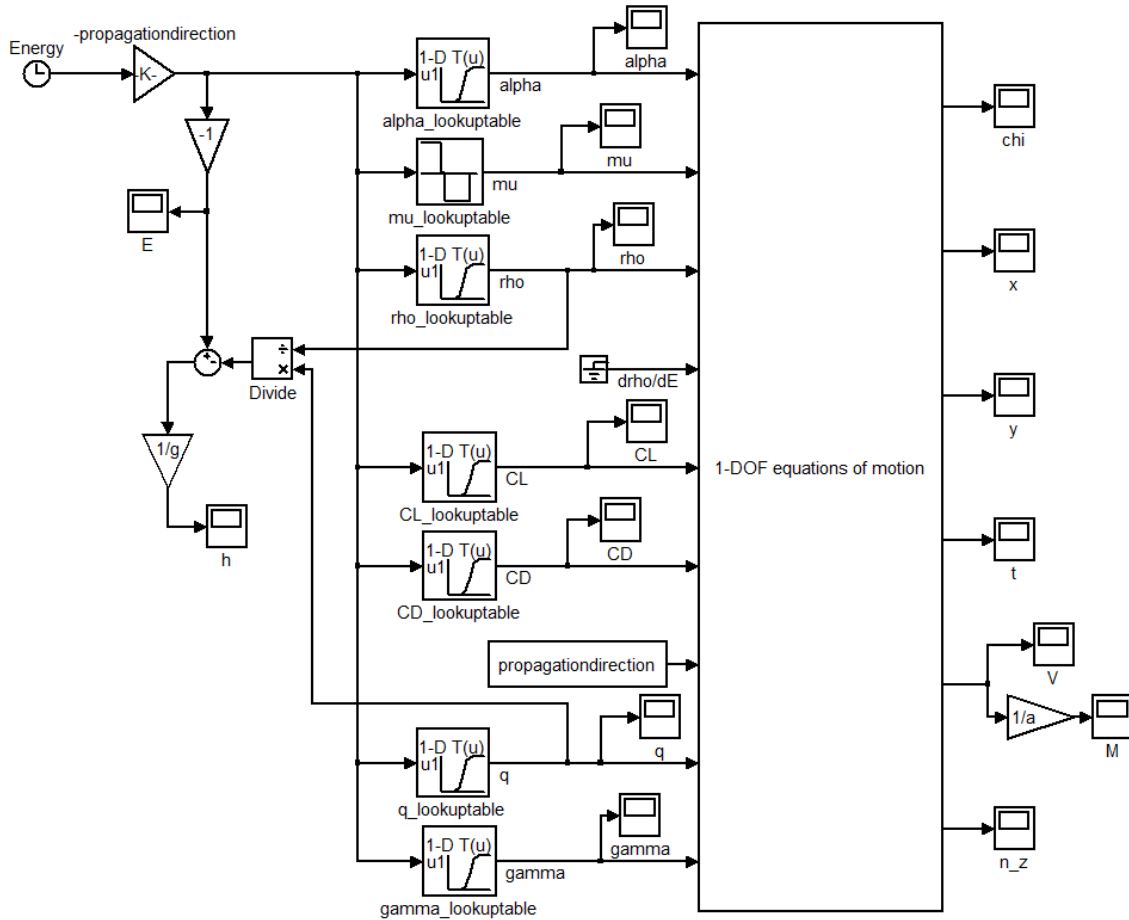 -propagationdirection
Energy
-K-
1-D T(u)
u1
alpha
alpha_lookuptable
alpha
-1
mu
mu
mu_lookuptable
E
1-D T(u)
u1
rho
rho
rho_lookuptable
÷
×
Divide
+
-
drho/dE
1/g
h
1-D T(u)
u1
CL
CL
CL_lookuptable
1-D T(u)
u1
CD
CD
CD_lookuptable
propagationdirection
1-D T(u)
u1
q
q
q_lookuptable
1-D T(u)
u1
gamma
gamma
gamma_lookuptable
1-DOF equations of motion
chi
x
y
t
V
1/a
M
n_z